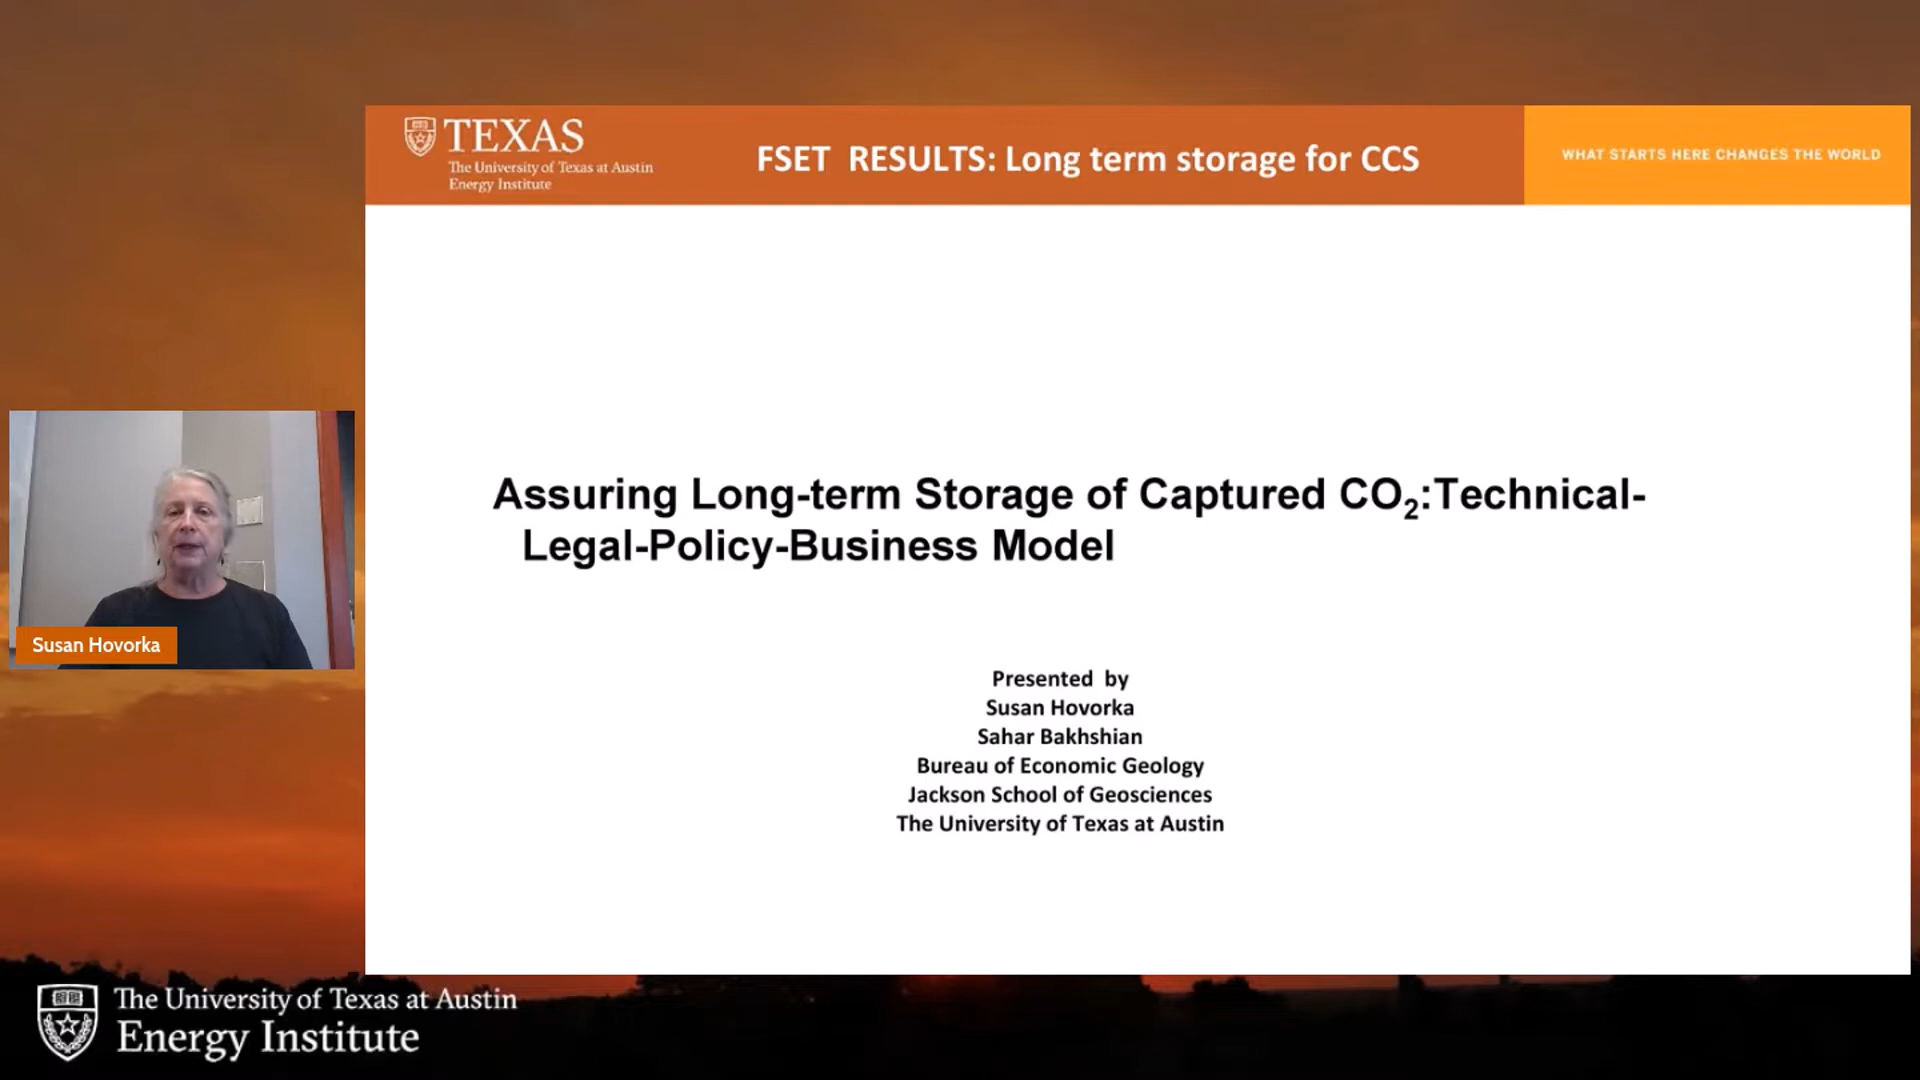 TEXAS
The University of Texas at Austin
Energy Institute
FSET RESULTS: Long term storage for CCS
WHAT STARTS HERE CHANGES THE WORLD
Assuring Long-term Storage of Captured CO₂:Technical-
Legal-Policy-Business Model
Presented by
Susan Hovorka
Sahar Bakhshian
Bureau of Economic Geology
Jackson School of Geosciences
The University of Texas at Austin
Susan Hovorka
The University of Texas at Austin
Energy Institute